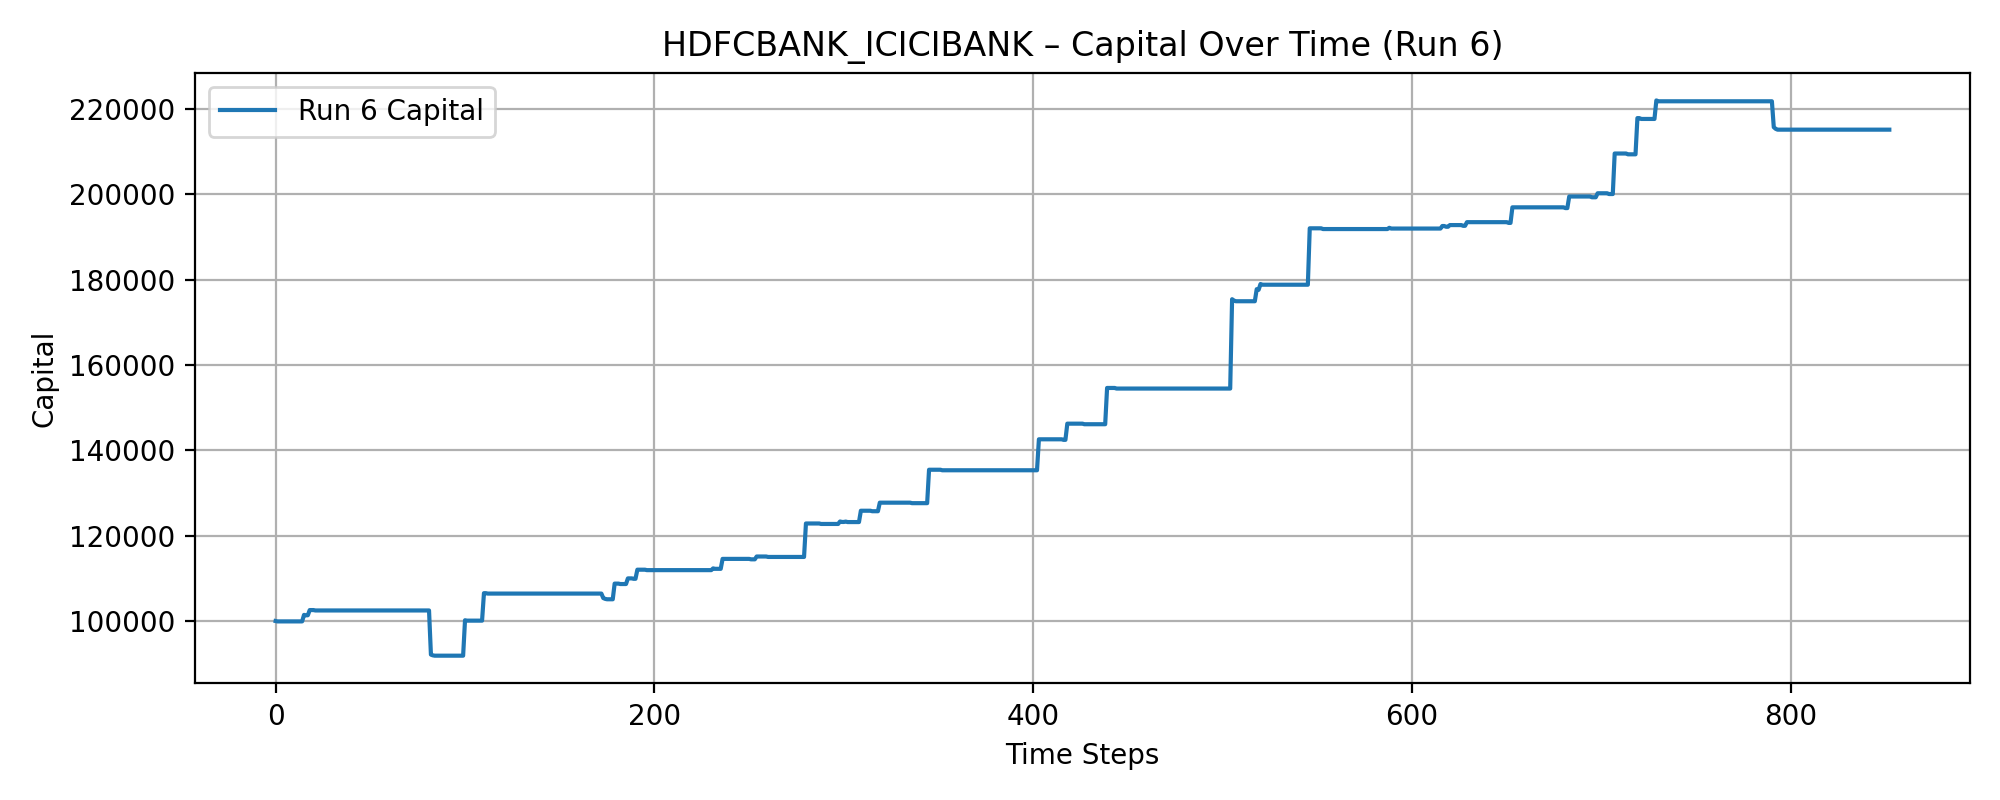 HDFCBANK_ICICIBANK – Capital Over Time (Run 6)
Run 6 Capital
220000
200000
180000
160000
140000
120000
100000
Capital
0 200 400 600 800
Time Steps